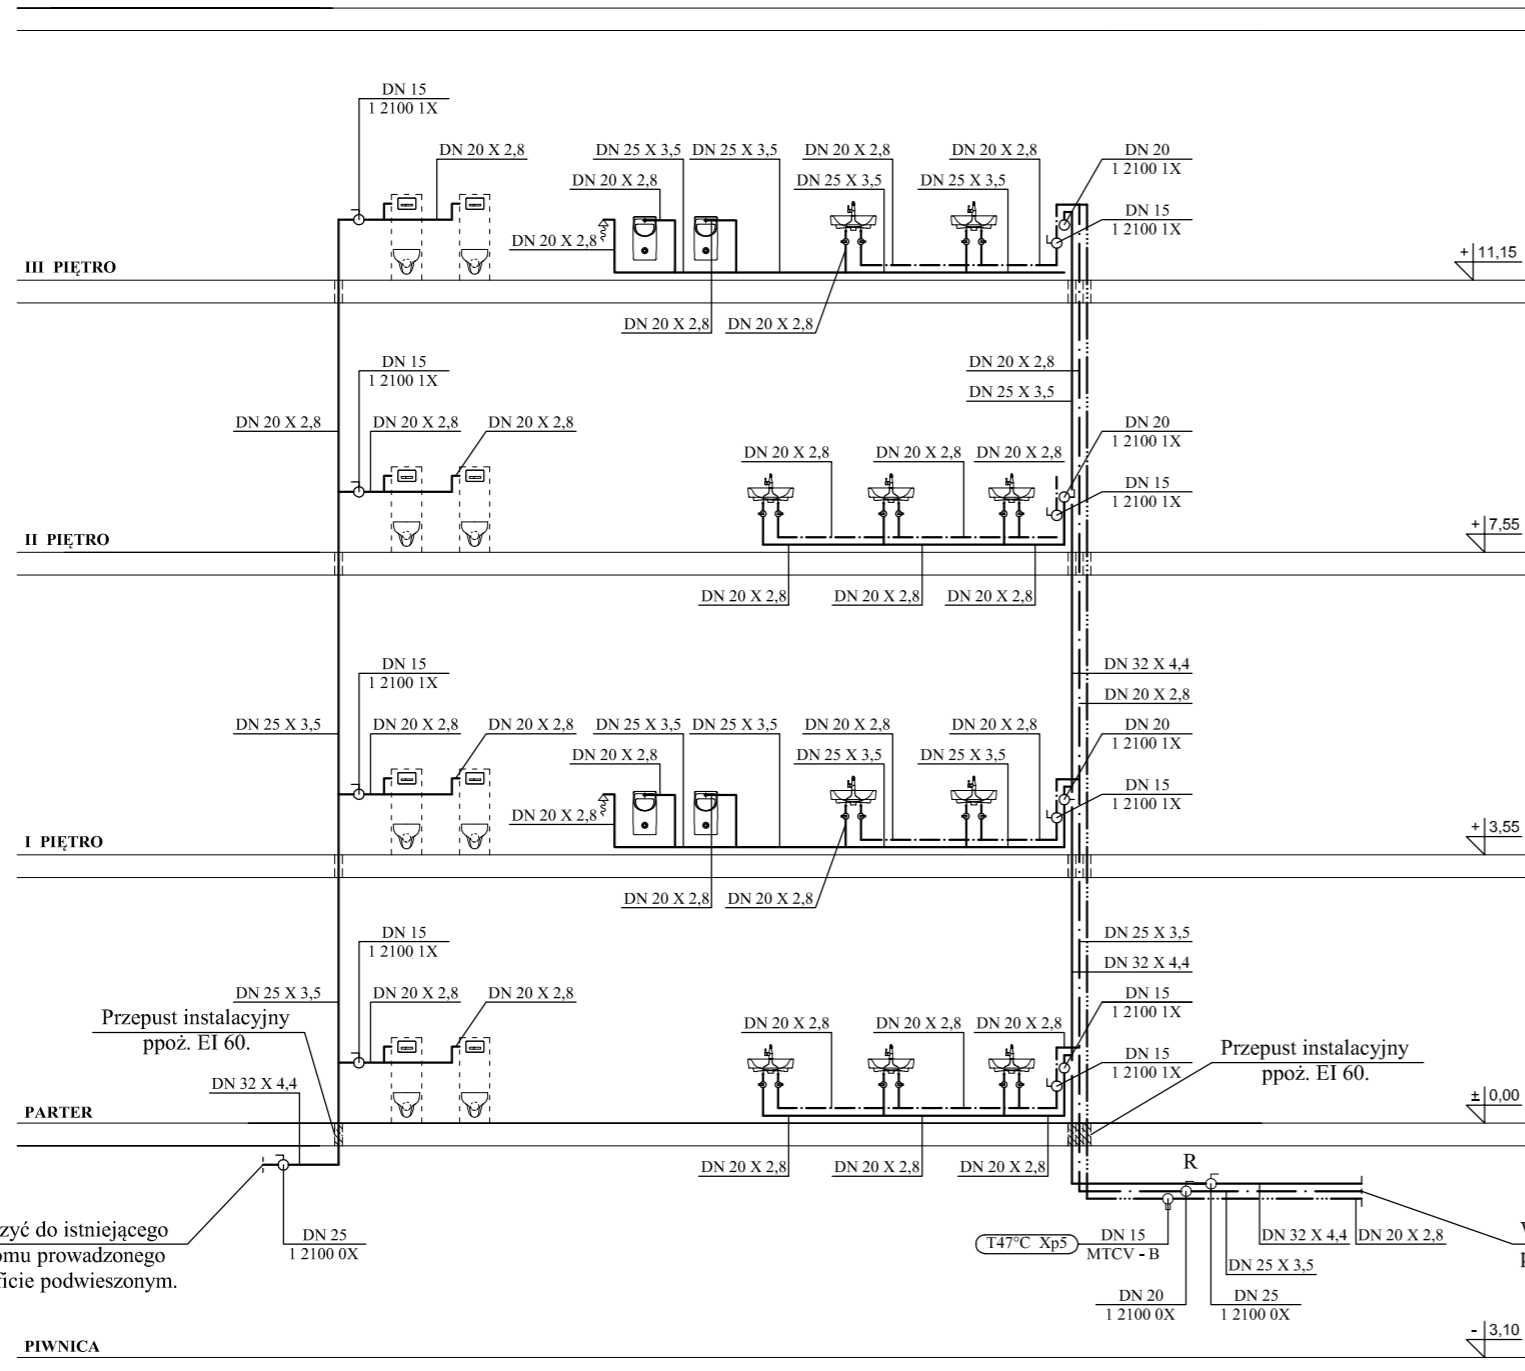 DN 15
1 2100 1X
DN 20 X 2,8
DN 25 X 3,5
DN 25 X 3,5
DN 20 X 2,8
DN 20 X 2,8
DN 20
1 2100 1X
DN 20 X 2,8
DN 25 X 3,5
DN 25 X 3,5
DN 15
1 2100 1X
DN 20 X 2,8
III PIĘTRO
+ 11,15
DN 20 X 2,8
DN 20 X 2,8
DN 15
1 2100 1X
DN 20 X 2,8
DN 25 X 3,5
DN 20 X 2,8
DN 20 X 2,8
DN 20 X 2,8
DN 20
1 2100 1X
DN 20 X 2,8
DN 20 X 2,8
DN 20 X 2,8
DN 15
1 2100 1X
II PIĘTRO
+ 7,55
DN 20 X 2,8
DN 20 X 2,8
DN 20 X 2,8
DN 15
1 2100 1X
DN 32 X 4,4
DN 20 X 2,8
DN 25 X 3,5
DN 20 X 2,8
DN 20 X 2,8
DN 25 X 3,5
DN 25 X 3,5
DN 20 X 2,8
DN 20 X 2,8
DN 20
1 2100 1X
DN 20 X 2,8
DN 25 X 3,5
DN 25 X 3,5
DN 15
1 2100 1X
DN 20 X 2,8
I PIĘTRO
+ 3,55
DN 20 X 2,8
DN 20 X 2,8
DN 15
1 2100 1X
DN 25 X 3,5
DN 32 X 4,4
DN 25 X 3,5
DN 20 X 2,8
DN 20 X 2,8
DN 15
1 2100 1X
Przepust instalacyjny
ppoż. EI 60.
DN 20 X 2,8
DN 20 X 2,8
DN 20 X 2,8
DN 15
1 2100 1X
Przepust instalacyjny
ppoż. EI 60.
DN 32 X 4,4
PARTER
± 0,00
DN 20 X 2,8
DN 20 X 2,8
DN 20 X 2,8
R
zyć do istniejącego
omu prowadzonego
ficie podwieszonym.
DN 25
1 2100 0X
T47°C Xp5
DN 15
MTCV - B
DN 32 X 4,4
DN 20 X 2,8
DN 25 X 3,5
DN 20
1 2100 0X
DN 25
1 2100 0X
PIWNICA
- 3,10